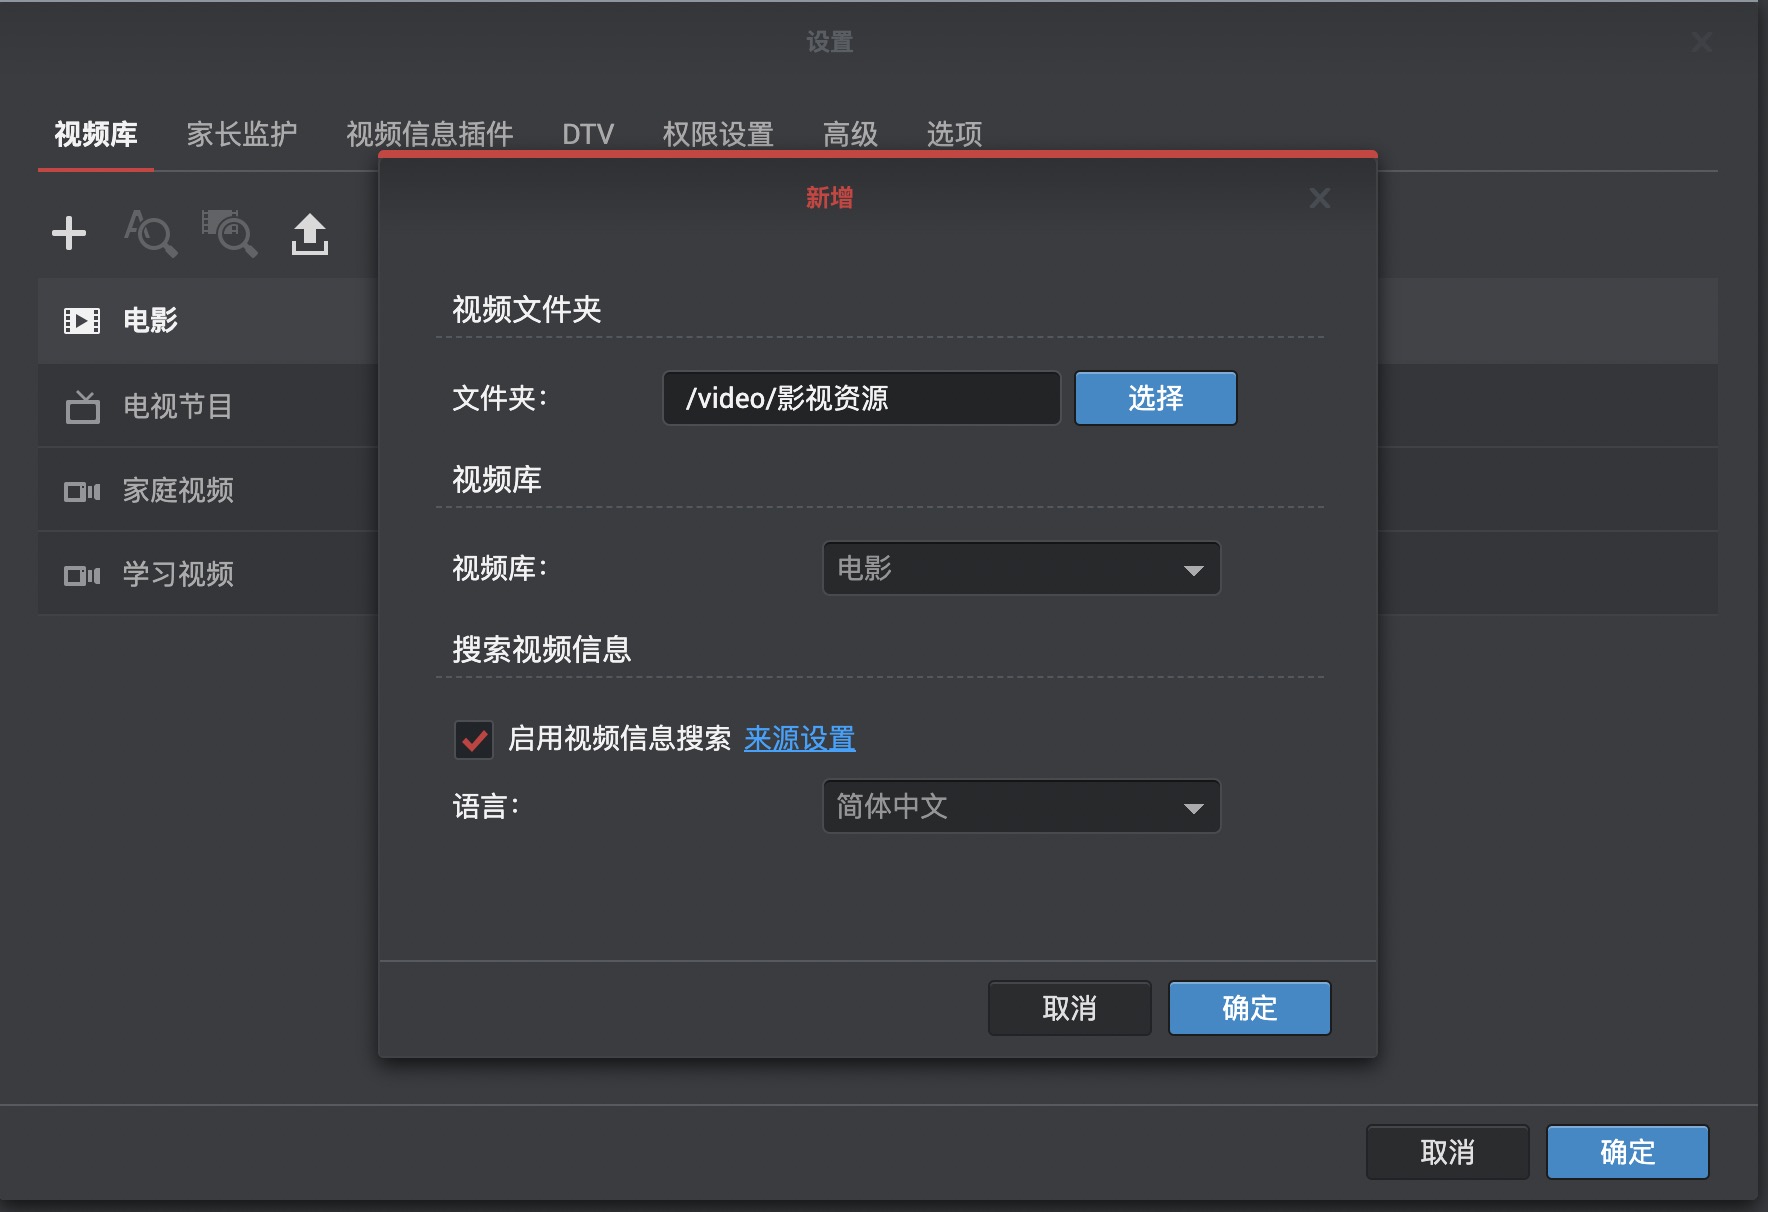 设置
视频库 家长监护 视频信息插件 DTV 权限设置 高级 选项
新增
电影
电视节目
家庭视频
学习视频
视频文件夹
文件夹： /video/影视资源 选择
视频库
视频库： 电影
搜索视频信息
启用视频信息搜索 来源设置
语言： 简体中文
取消 确定
取消 确定